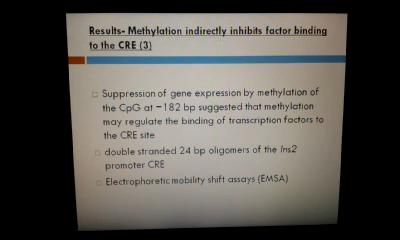 Results- Methylation indirectly inhibits factor binding
to the CRE (3)
Suppression of gene expression by methylation of
the CpG at −182 bp suggested that methylation
may regulate the binding of transcription factors to
the CRE site
double stranded 24 bp oligomers of the Ins2
promoter CRE
Electrophoretic mobility shift assays (EMSA)